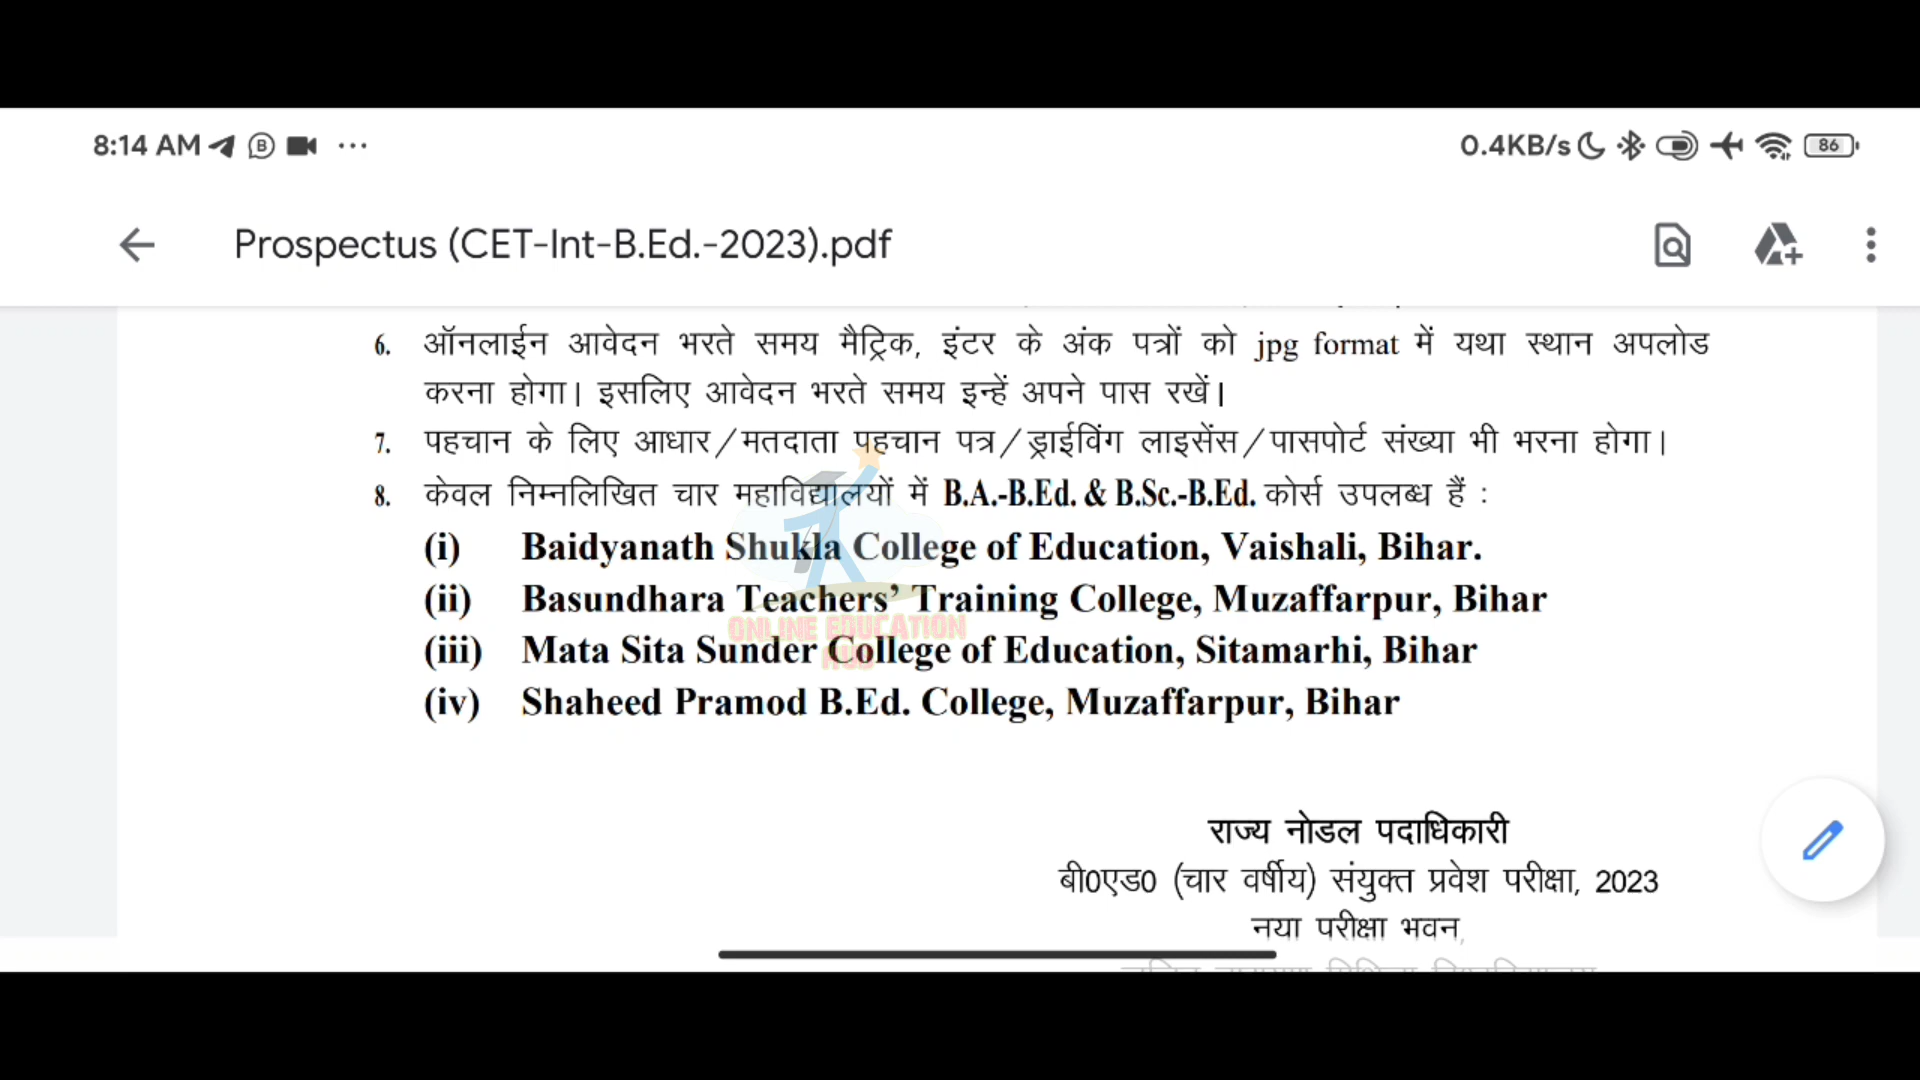 8:14 AM ...
0.4KB/s 86
Prospectus (CET-Int-B.Ed.-2023).pdf
6. ऑनलाईन आवेदन भरते समय मैट्रिक, इंटर के अंक पत्रों को jpg format में यथा स्थान अपलोड
करना होगा। इसलिए आवेदन भरते समय इन्हें अपने पास रखें।
7. पहचान के लिए आधार/मतदाता पहचान पत्र/ड्राईविंग लाइसेंस/पासपोर्ट संख्या भी भरना होगा।
8. केवल निम्नलिखित चार महाविद्यालयों में B.A.-B.Ed. & B.Sc.-B.Ed. कोर्स उपलब्ध हैं :
(i) Baidyanath Shukla College of Education, Vaishali, Bihar.
(ii) Basundhara Teachers’ Training College, Muzaffarpur, Bihar
ONLINE EDUCATION
(iii) Mata Sita Sunder College of Education, Sitamarhi, Bihar
HUB
(iv) Shaheed Pramod B.Ed. College, Muzaffarpur, Bihar
राज्य नोडल पदाधिकारी
बी0एड0 (चार वर्षीय) संयुक्त प्रवेश परीक्षा, 2023
नया परीक्षा भवन,